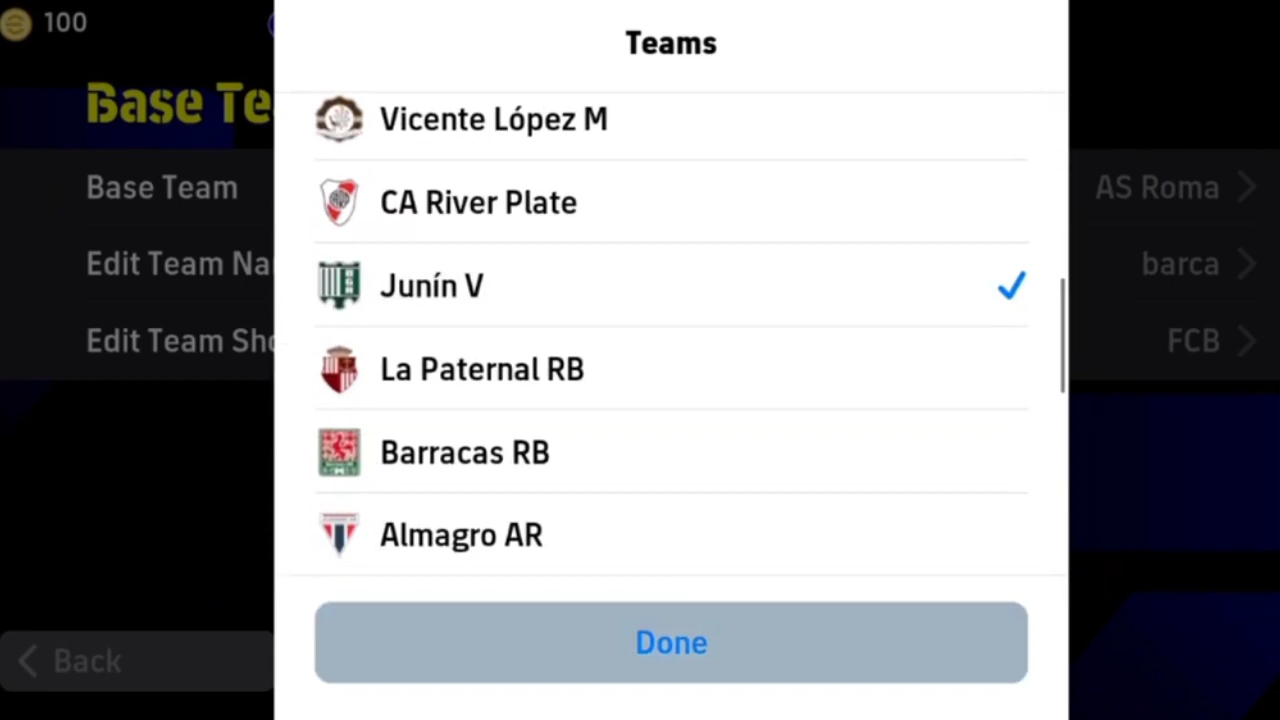 100
Teams
Base Te
Vicente López M
Base Team
AS Roma
CA River Plate
Edit Team Na
barca
Junín V
Edit Team Sho
FCB
La Paternal RB
Barracas RB
Almagro AR
Done
Back